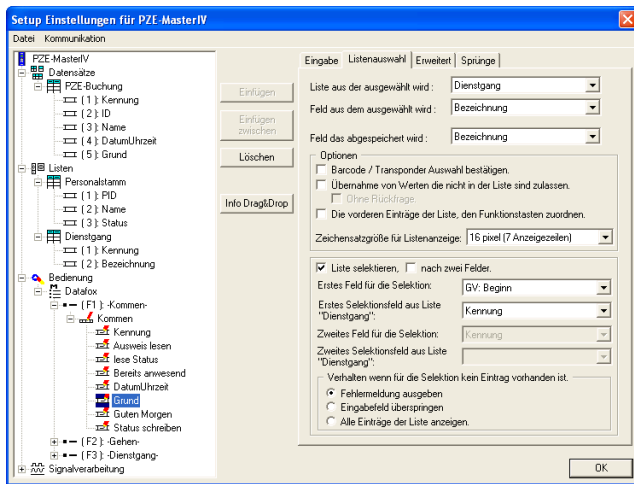 Setup Einstellungen für PZE-MasterIV
Datei Kommunikation
PZE-MasterIV
Datensätze
PZE-Buchung
( 1 ): Kennung
( 2 ): ID
( 3 ): Name
( 4 ): DatumUhrzeit
( 5 ): Grund
Listen
Personalstamm
( 1 ): PID
( 2 ): Name
( 3 ): Status
Dienstgang
( 1 ): Kennung
( 2 ): Bezeichnung
Bedienung
Datafox
(F1 ): -Kommen-
Kommen
Kennung
Ausweis lesen
lese Status
Bereits anwesend
DatumUhrzeit
Grund
Guten Morgen
Status schreiben
(F2 ): -Gehen-
(F3 ): -Dienstgang-
Signalverarbeitung
Einfügen
Einfügen
zwischen
Löschen
Info Drag&Drop
Eingabe Listenauswahl Erweitert Sprünge
Liste aus der ausgewählt wird : Dienstgang
Feld aus dem ausgewählt wird : Bezeichnung
Feld das abgespeichert wird : Bezeichnung
Optionen
Barcode / Transponder Auswahl bestätigen.
Übernahme von Werten die nicht in der Liste sind zulassen.
Ohne Rückfrage.
Die vorderen Einträge der Liste, den Funktionstasten zuordnen.
Zeichensatzgröße für Listenanzeige: 16 pixel (7 Anzeigezeilen)
Liste selektieren, nach zwei Felder.
Erstes Feld für die Selektion: GV: Beginn
Erstes Selektionsfeld aus Liste
"Dienstgang": Kennung
Zweites Feld für die Selektion: Kennung
Zweites Selektionsfeld aus Liste
"Dienstgang":
Verhalten wenn für die Selektion kein Eintrag vorhanden ist.
Fehlermeldung ausgeben
Eingabefeld überspringen
Alle Einträge der Liste anzeigen.
OK